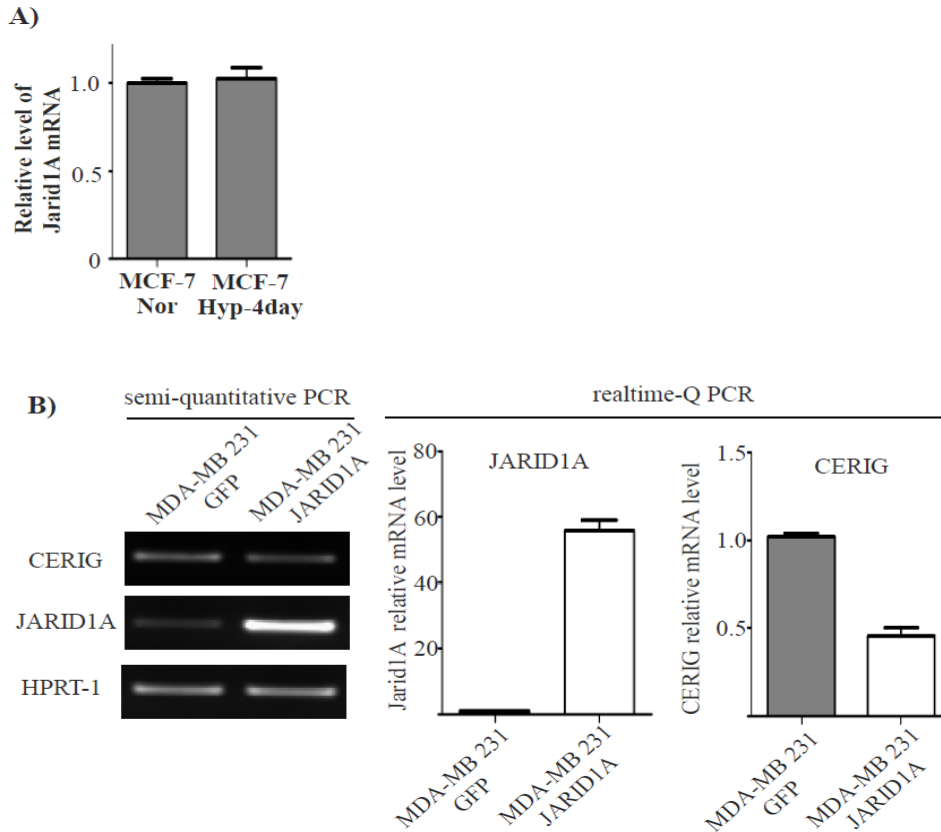 A)
Relative level of
Jarid1A mRNA
1.0
0.5
0
MCF-7
Nor
MCF-7
Hyp-4day
B)
semi-quantitative PCR
MDA-MB 231
GFP
MDA-MB 231
JARID1A
CERIG
JARID1A
HPRT-1
realtime-Q PCR
Jarid1A relative mRNA level
80
60
40
20
JARID1A
MDA-MB 231
GFP
MDA-MB 231
JARID1A
CERIG relative mRNA level
1.5
1.0
0.5
CERIG
MDA-MB 231
GFP
MDA-MB 231
JARID1A